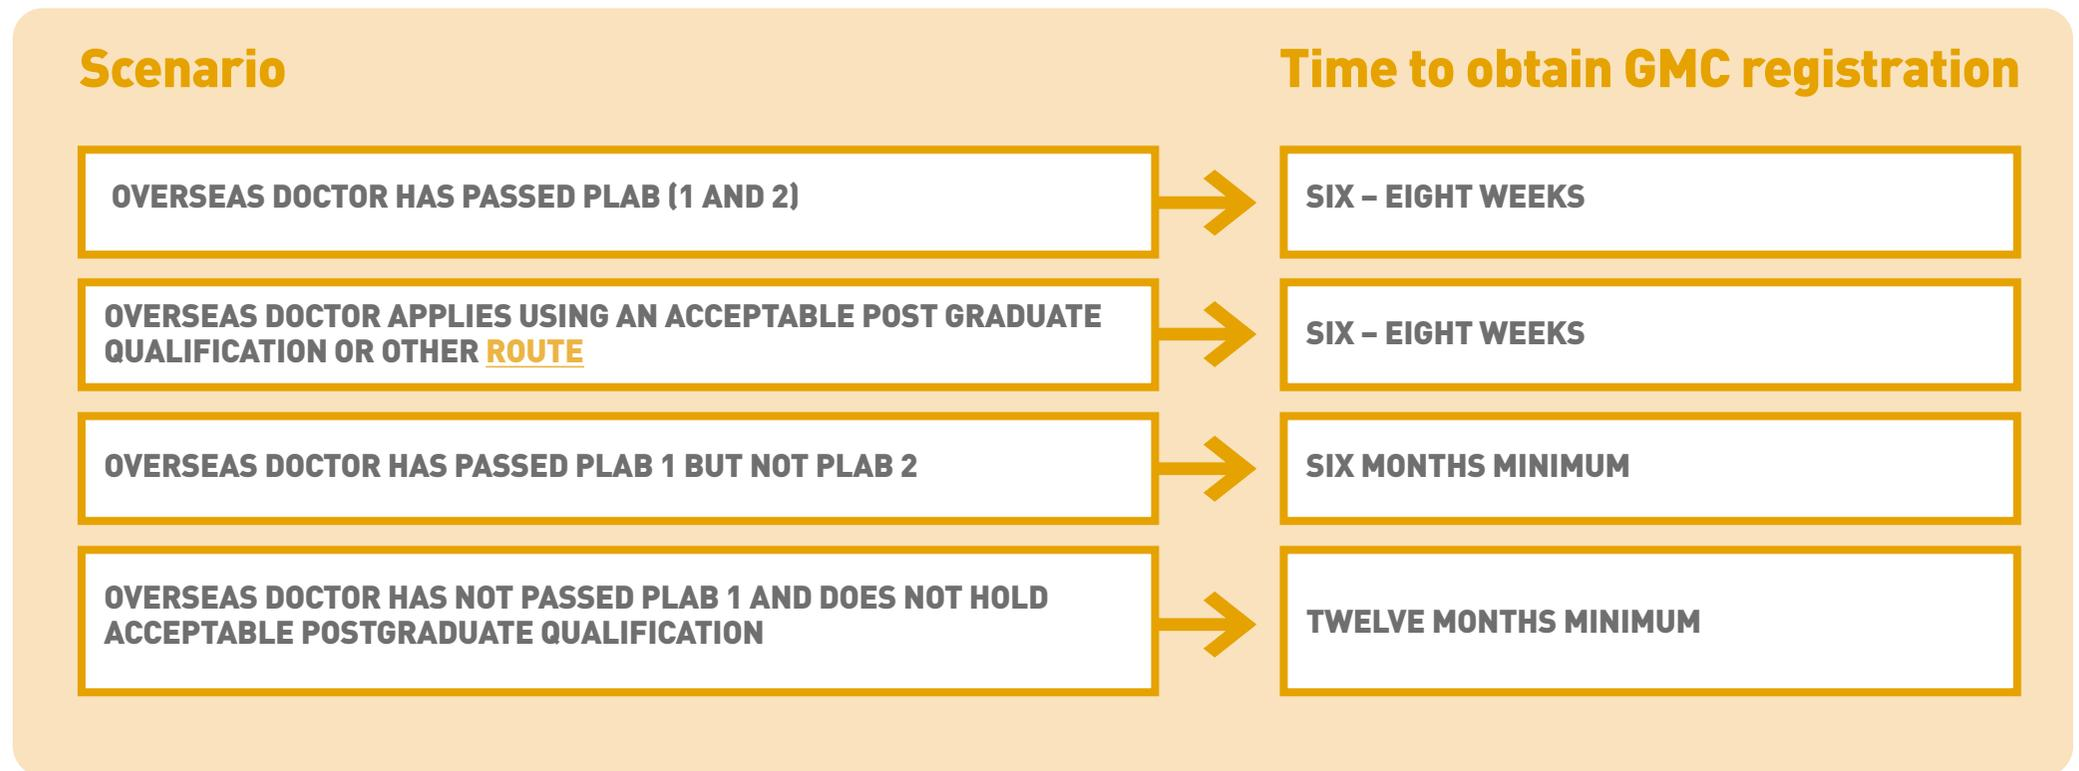 Scenario
Time to obtain GMC registration
OVERSEAS DOCTOR HAS PASSED PLAB (1 AND 2)
SIX – EIGHT WEEKS
OVERSEAS DOCTOR APPLIES USING AN ACCEPTABLE POST GRADUATE
QUALIFICATION OR OTHER ROUTE
SIX – EIGHT WEEKS
OVERSEAS DOCTOR HAS PASSED PLAB 1 BUT NOT PLAB 2
SIX MONTHS MINIMUM
OVERSEAS DOCTOR HAS NOT PASSED PLAB 1 AND DOES NOT HOLD
ACCEPTABLE POSTGRADUATE QUALIFICATION
TWELVE MONTHS MINIMUM